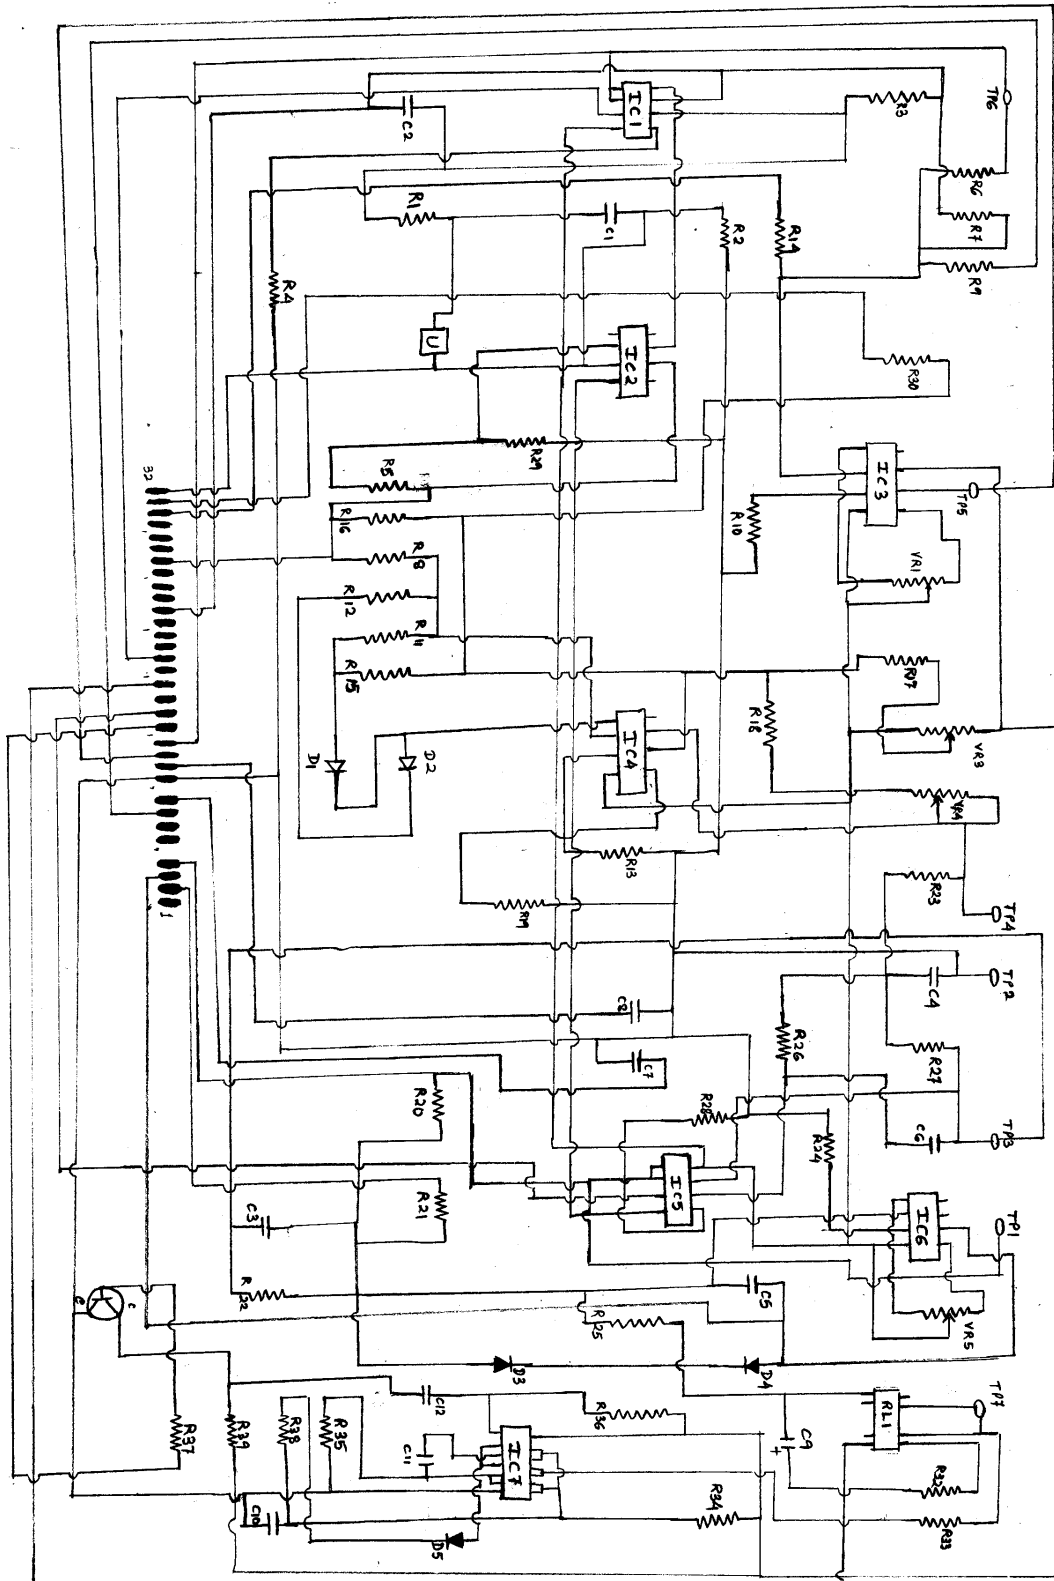 TP6
R3
IC1
C2
R6
R7
R9
R1
C1
R2
R14
R4
U
IC2
R30
R29
R5
IC3
TP5
R10
R16
R8
R12
R11
R15
VR1
32
R17
R18
VR3
VR4
D1
D2
IC4
R13
R19
R23
TP4
TP2
C4
C8
C7
R26
R27
R20
R28
R24
C6
TP3
IC5
R21
C3
IC6
TP1
1
R22
C5
R25
VR5
e
c
D3
D4
C12
R36
RL1
TP7
C9
+
R37
R39
R38
R35
C11
IC7
R32
R34
R33
C10
D5